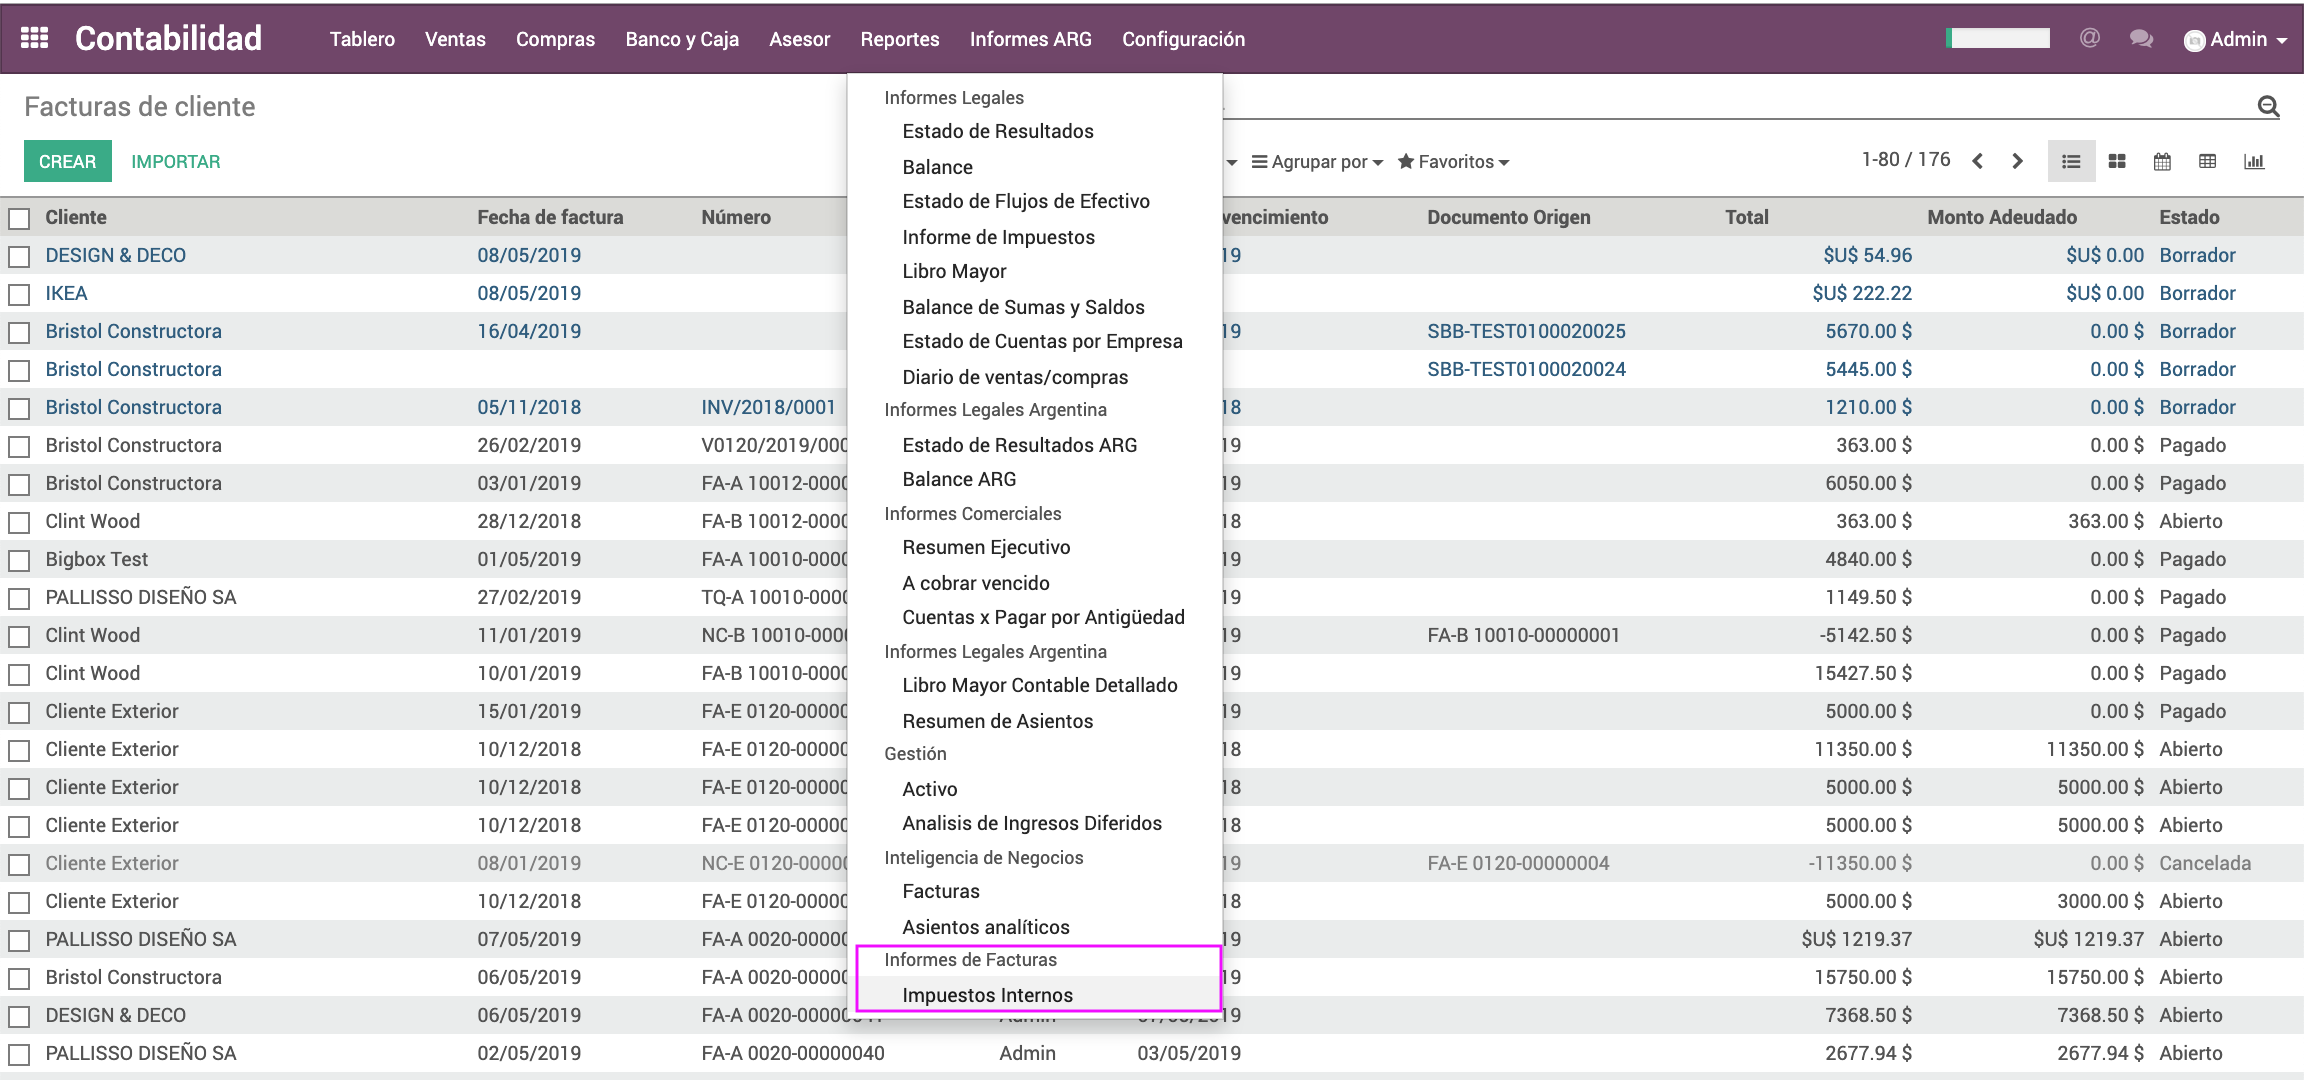 Contabilidad Tablero Ventas Compras Banco y Caja Asesor Reportes Informes ARG Configuración @ Admin
Facturas de cliente
CREAR IMPORTAR Agrupar por Favoritos 1-80 / 176
Informes Legales
Estado de Resultados
Balance
Estado de Flujos de Efectivo
Informe de Impuestos
Libro Mayor
Balance de Sumas y Saldos
Estado de Cuentas por Empresa
Diario de ventas/compras
Informes Legales Argentina
Estado de Resultados ARG
Balance ARG
Informes Comerciales
Resumen Ejecutivo
A cobrar vencido
Cuentas x Pagar por Antigüedad
Informes Legales Argentina
Libro Mayor Contable Detallado
Resumen de Asientos
Gestión
Activo
Analisis de Ingresos Diferidos
Inteligencia de Negocios
Facturas
Asientos analíticos
Informes de Facturas
Impuestos Internos
Cliente Fecha de factura Número vencimiento Documento Origen Total Monto Adeudado Estado
DESIGN & DECO 08/05/2019 19 $U$ 54.96 $U$ 0.00 Borrador
IKEA 08/05/2019 $U$ 222.22 $U$ 0.00 Borrador
Bristol Constructora 16/04/2019 19 SBB-TEST0100020025 5670.00 $ 0.00 $ Borrador
Bristol Constructora SBB-TEST0100020024 5445.00 $ 0.00 $ Borrador
Bristol Constructora 05/11/2018 INV/2018/0001 18 1210.00 $ 0.00 $ Borrador
Bristol Constructora 26/02/2019 V0120/2019/000 19 363.00 $ 0.00 $ Pagado
Bristol Constructora 03/01/2019 FA-A 10012-0000 19 6050.00 $ 0.00 $ Pagado
Clint Wood 28/12/2018 FA-B 10012-0000 18 363.00 $ 363.00 $ Abierto
Bigbox Test 01/05/2019 FA-A 10010-0000 19 4840.00 $ 0.00 $ Pagado
PALLISSO DISEÑO SA 27/02/2019 TQ-A 10010-0000 19 1149.50 $ 0.00 $ Pagado
Clint Wood 11/01/2019 NC-B 10010-0000 19 FA-B 10010-00000001 -5142.50 $ 0.00 $ Pagado
Clint Wood 10/01/2019 FA-B 10010-0000 19 15427.50 $ 0.00 $ Pagado
Cliente Exterior 15/01/2019 FA-E 0120-00000 19 5000.00 $ 0.00 $ Pagado
Cliente Exterior 10/12/2018 FA-E 0120-00000 18 11350.00 $ 11350.00 $ Abierto
Cliente Exterior 10/12/2018 FA-E 0120-00000 18 5000.00 $ 5000.00 $ Abierto
Cliente Exterior 10/12/2018 FA-E 0120-00000 18 5000.00 $ 5000.00 $ Abierto
Cliente Exterior 08/01/2019 NC-E 0120-00000 19 FA-E 0120-00000004 -11350.00 $ 0.00 $ Cancelada
Cliente Exterior 10/12/2018 FA-E 0120-00000 18 5000.00 $ 3000.00 $ Abierto
PALLISSO DISEÑO SA 07/05/2019 FA-A 0020-00000 19 $U$ 1219.37 $U$ 1219.37 Abierto
Bristol Constructora 06/05/2019 FA-A 0020-00000 19 15750.00 $ 15750.00 $ Abierto
DESIGN & DECO 06/05/2019 FA-A 0020-00000 Admin 19 7368.50 $ 7368.50 $ Abierto
PALLISSO DISEÑO SA 02/05/2019 FA-A 0020-00000040 Admin 03/05/2019 2677.94 $ 2677.94 $ Abierto